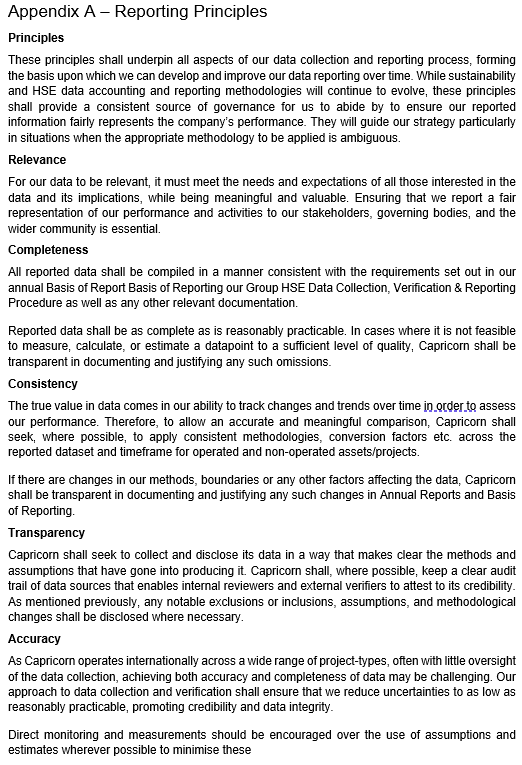 Appendix A – Reporting Principles
Principles
These principles shall underpin all aspects of our data collection and reporting process, forming
the basis upon which we can develop and improve our data reporting over time. While sustainability
and HSE data accounting and reporting methodologies will continue to evolve, these principles
shall provide a consistent source of governance for us to abide by to ensure our reported
information fairly represents the company's performance. They will guide our strategy particularly
in situations when the appropriate methodology to be applied is ambiguous.
Relevance
For our data to be relevant, it must meet the needs and expectations of all those interested in the
data and its implications, while being meaningful and valuable. Ensuring that we report a fair
representation of our performance and activities to our stakeholders, governing bodies, and the
wider community is essential.
Completeness
All reported data shall be compiled in a manner consistent with the requirements set out in our
annual Basis of Report Basis of Reporting our Group HSE Data Collection, Verification & Reporting
Procedure as well as any other relevant documentation.
Reported data shall be as complete as is reasonably practicable. In cases where it is not feasible
to measure, calculate, or estimate a datapoint to a sufficient level of quality, Capricorn shall be
transparent in documenting and justifying any such omissions.
Consistency
The true value in data comes in our ability to track changes and trends over time in order to assess
our performance. Therefore, to allow an accurate and meaningful comparison, Capricorn shall
seek, where possible, to apply consistent methodologies, conversion factors etc. across the
reported dataset and timeframe for operated and non-operated assets/projects.
If there are changes in our methods, boundaries or any other factors affecting the data, Capricorn
shall be transparent in documenting and justifying any such changes in Annual Reports and Basis
of Reporting.
Transparency
Capricorn shall seek to collect and disclose its data in a way that makes clear the methods and
assumptions that have gone into producing it. Capricorn shall, where possible, keep a clear audit
trail of data sources that enables internal reviewers and external verifiers to attest to its credibility.
As mentioned previously, any notable exclusions or inclusions, assumptions, and methodological
changes shall be disclosed where necessary.
Accuracy
As Capricorn operates internationally across a wide range of project-types, often with little oversight
of the data collection, achieving both accuracy and completeness of data may be challenging. Our
approach to data collection and verification shall ensure that we reduce uncertainties to as low as
reasonably practicable, promoting credibility and data integrity.
Direct monitoring and measurements should be encouraged over the use of assumptions and
estimates wherever possible to minimise these